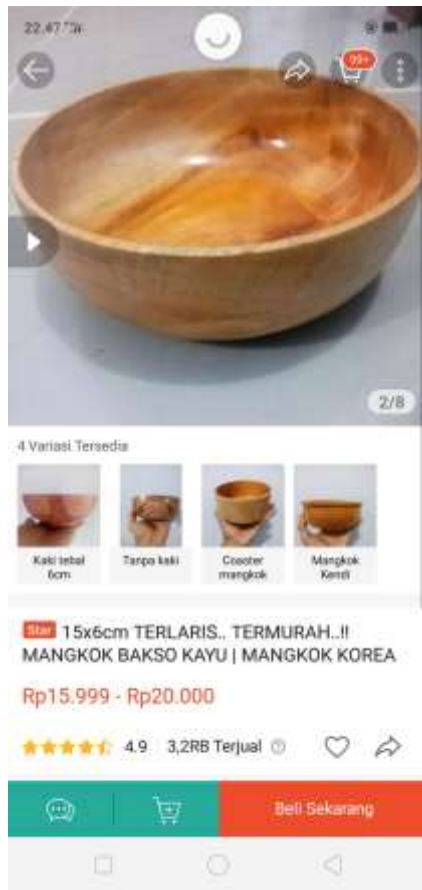 22.47
99+
2/8
4 Variasi Tersedia
Kaki tebal
6cm
Tanpa kaki
Coaster
mangkok
Mangkok
Kendi
Star 15x6cm TERLARIS.. TERMURAH..!!
MANGKOK BAKSO KAYU | MANGKOK KOREA
Rp15.999 - Rp20.000
4.9 3,2RB Terjual
Beli Sekarang